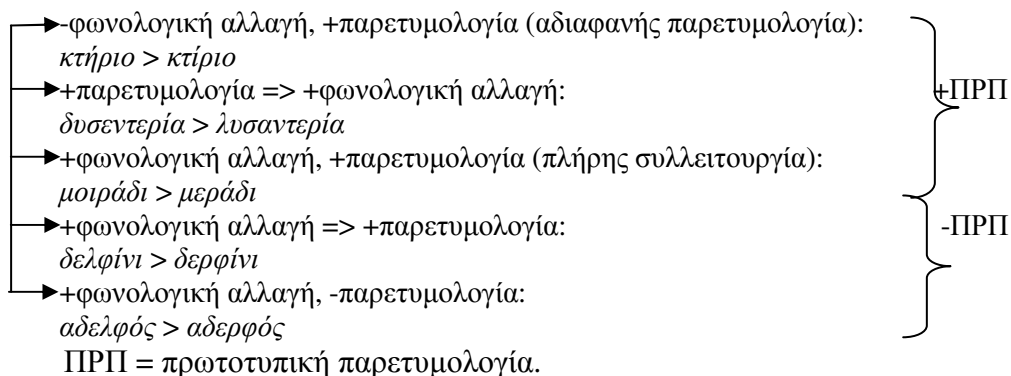 -φωνολογική αλλαγή, +παρετυμολογία (αδιαφανής παρετυμολογία):
κτήριο > κτίριο
+παρετυμολογία => +φωνολογική αλλαγή: +ΠΡΠ
δυσεντερία > λυσαντερία
+φωνολογική αλλαγή, +παρετυμολογία (πλήρης συλλειτουργία):
μοιράδι > μεράδι
+φωνολογική αλλαγή => +παρετυμολογία: -ΠΡΠ
δελφίνι > δερφίνι
+φωνολογική αλλαγή, -παρετυμολογία:
αδελφός > αδερφός
ΠΡΠ = πρωτοτυπική παρετυμολογία.